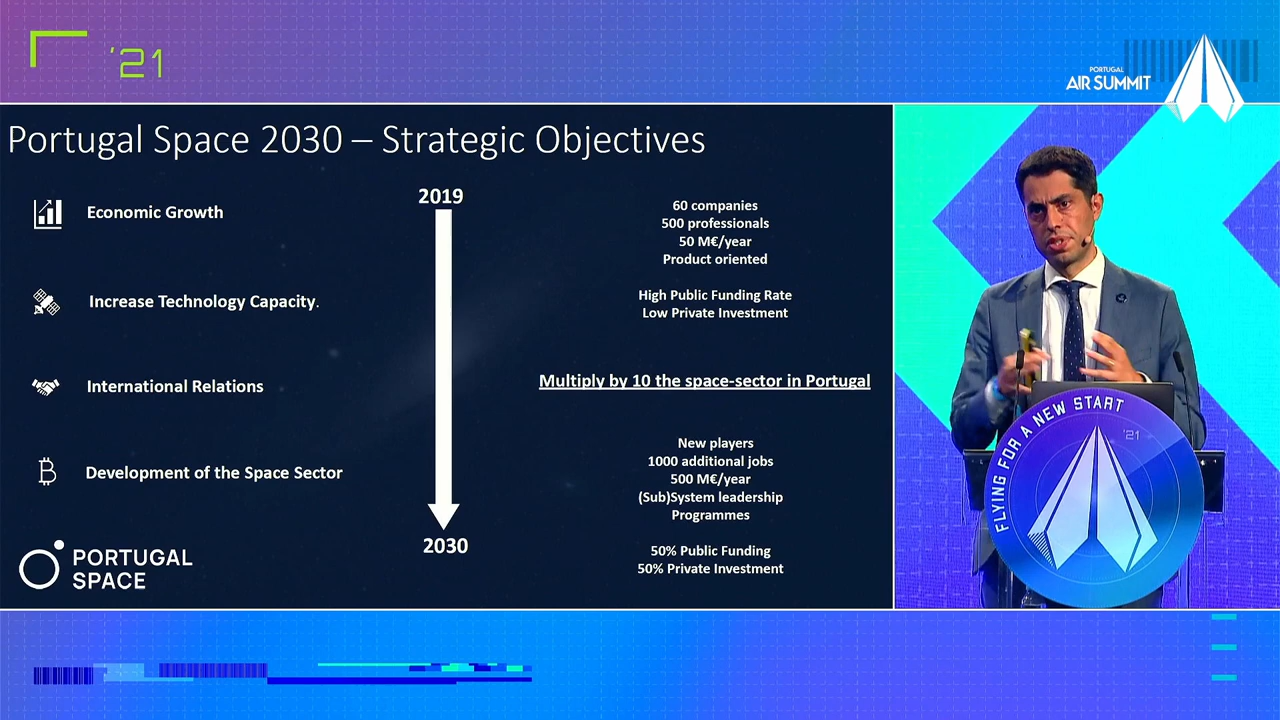 '21
PORTUGAL
AIR SUMMIT
Portugal Space 2030 – Strategic Objectives
Economic Growth
Increase Technology Capacity.
International Relations
Development of the Space Sector
PORTUGAL
SPACE
2019
2030
60 companies
500 professionals
50 M€/year
Product oriented
High Public Funding Rate
Low Private Investment
Multiply by 10 the space-sector in Portugal
New players
1000 additional jobs
500 M€/year
(Sub)System leadership
Programmes
50% Public Funding
50% Private Investment
FLYING FOR A NEW START
'21